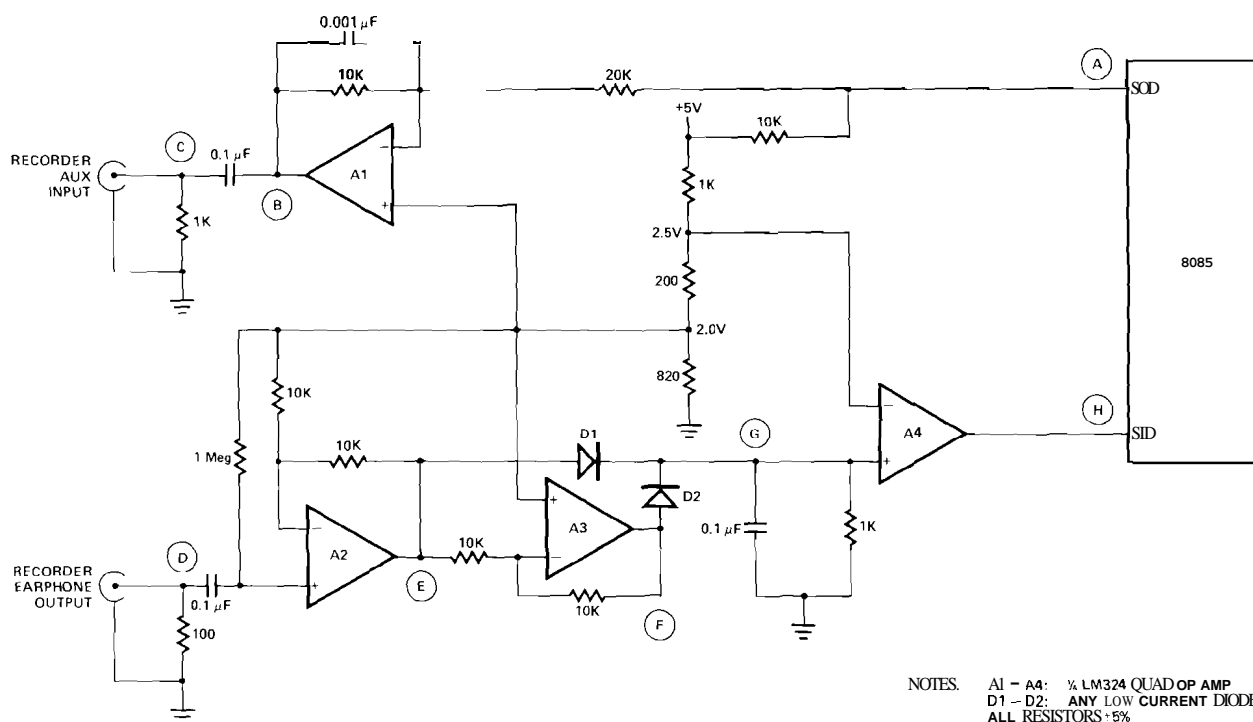 0.001 µF
10K
20K
A
SOD
+5V
10K
C
0.1 µF
RECORDER
AUX
INPUT
A1
−
+
B
1K
1K
2.5V
8085
200
2.0V
820
10K
1 Meg
10K
D1
G
−
A4
+
H
SID
D2
+
A3
−
0.1 µF
1K
−
A2
+
10K
E
10K
F
D
RECORDER
EARPHONE
OUTPUT
0.1 µF
100
NOTES. A1 – A4: ¼ LM324 QUAD OP AMP
D1 – D2: ANY LOW CURRENT DIODE
ALL RESISTORS ±5%